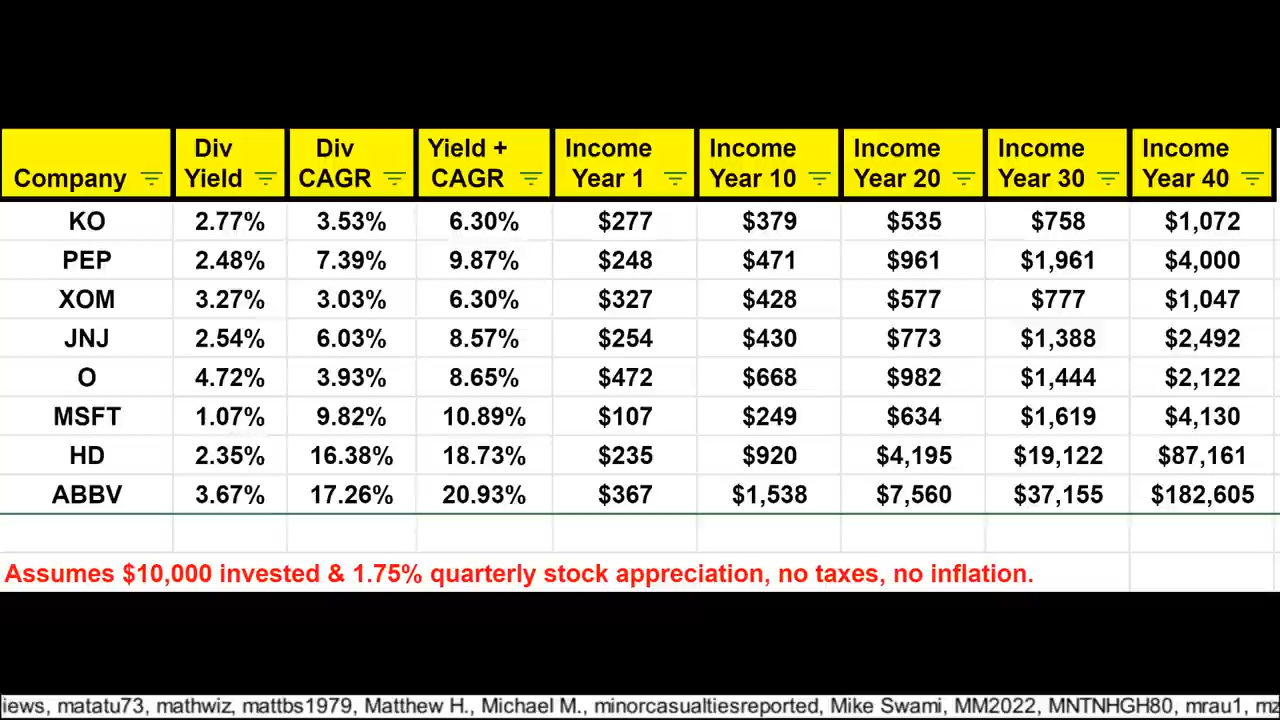 Company Div Yield Div CAGR Yield + CAGR Income Year 1 Income Year 10 Income Year 20 Income Year 30 Income Year 40
KO 2.77% 3.53% 6.30% $277 $379 $535 $758 $1,072
PEP 2.48% 7.39% 9.87% $248 $471 $961 $1,961 $4,000
XOM 3.27% 3.03% 6.30% $327 $428 $577 $777 $1,047
JNJ 2.54% 6.03% 8.57% $254 $430 $773 $1,388 $2,492
O 4.72% 3.93% 8.65% $472 $668 $982 $1,444 $2,122
MSFT 1.07% 9.82% 10.89% $107 $249 $634 $1,619 $4,130
HD 2.35% 16.38% 18.73% $235 $920 $4,195 $19,122 $87,161
ABBV 3.67% 17.26% 20.93% $367 $1,538 $7,560 $37,155 $182,605
Assumes $10,000 invested & 1.75% quarterly stock appreciation, no taxes, no inflation.
iews, matatu73, mathwiz, mattbs1979, Matthew H., Michael M., minorcasualtiesreported, Mike Swami, MM2022, MNTNHGH80, mrau1, mz